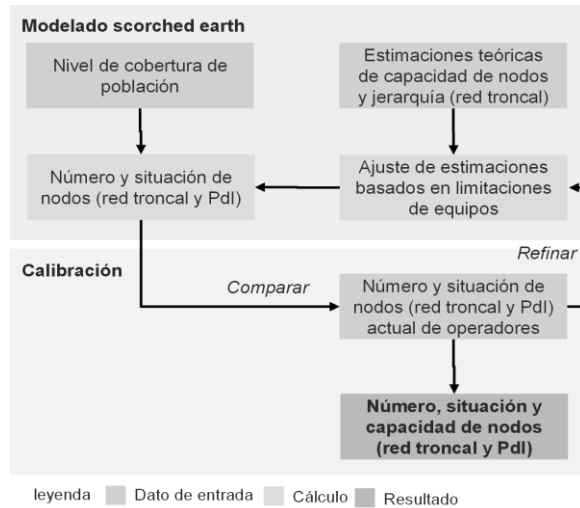 Modelado scorched earth
Nivel de cobertura de
población
Estimaciones teóricas
de capacidad de nodos
y jerarquía (red troncal)
Número y situación de
nodos (red troncal y PdI)
Ajuste de estimaciones
basados en limitaciones
de equipos
Calibración
Refinar
Comparar
Número y situación de
nodos (red troncal y PdI)
actual de operadores
Número, situación y
capacidad de nodos
(red troncal y PdI)
leyenda
Dato de entrada
Cálculo
Resultado